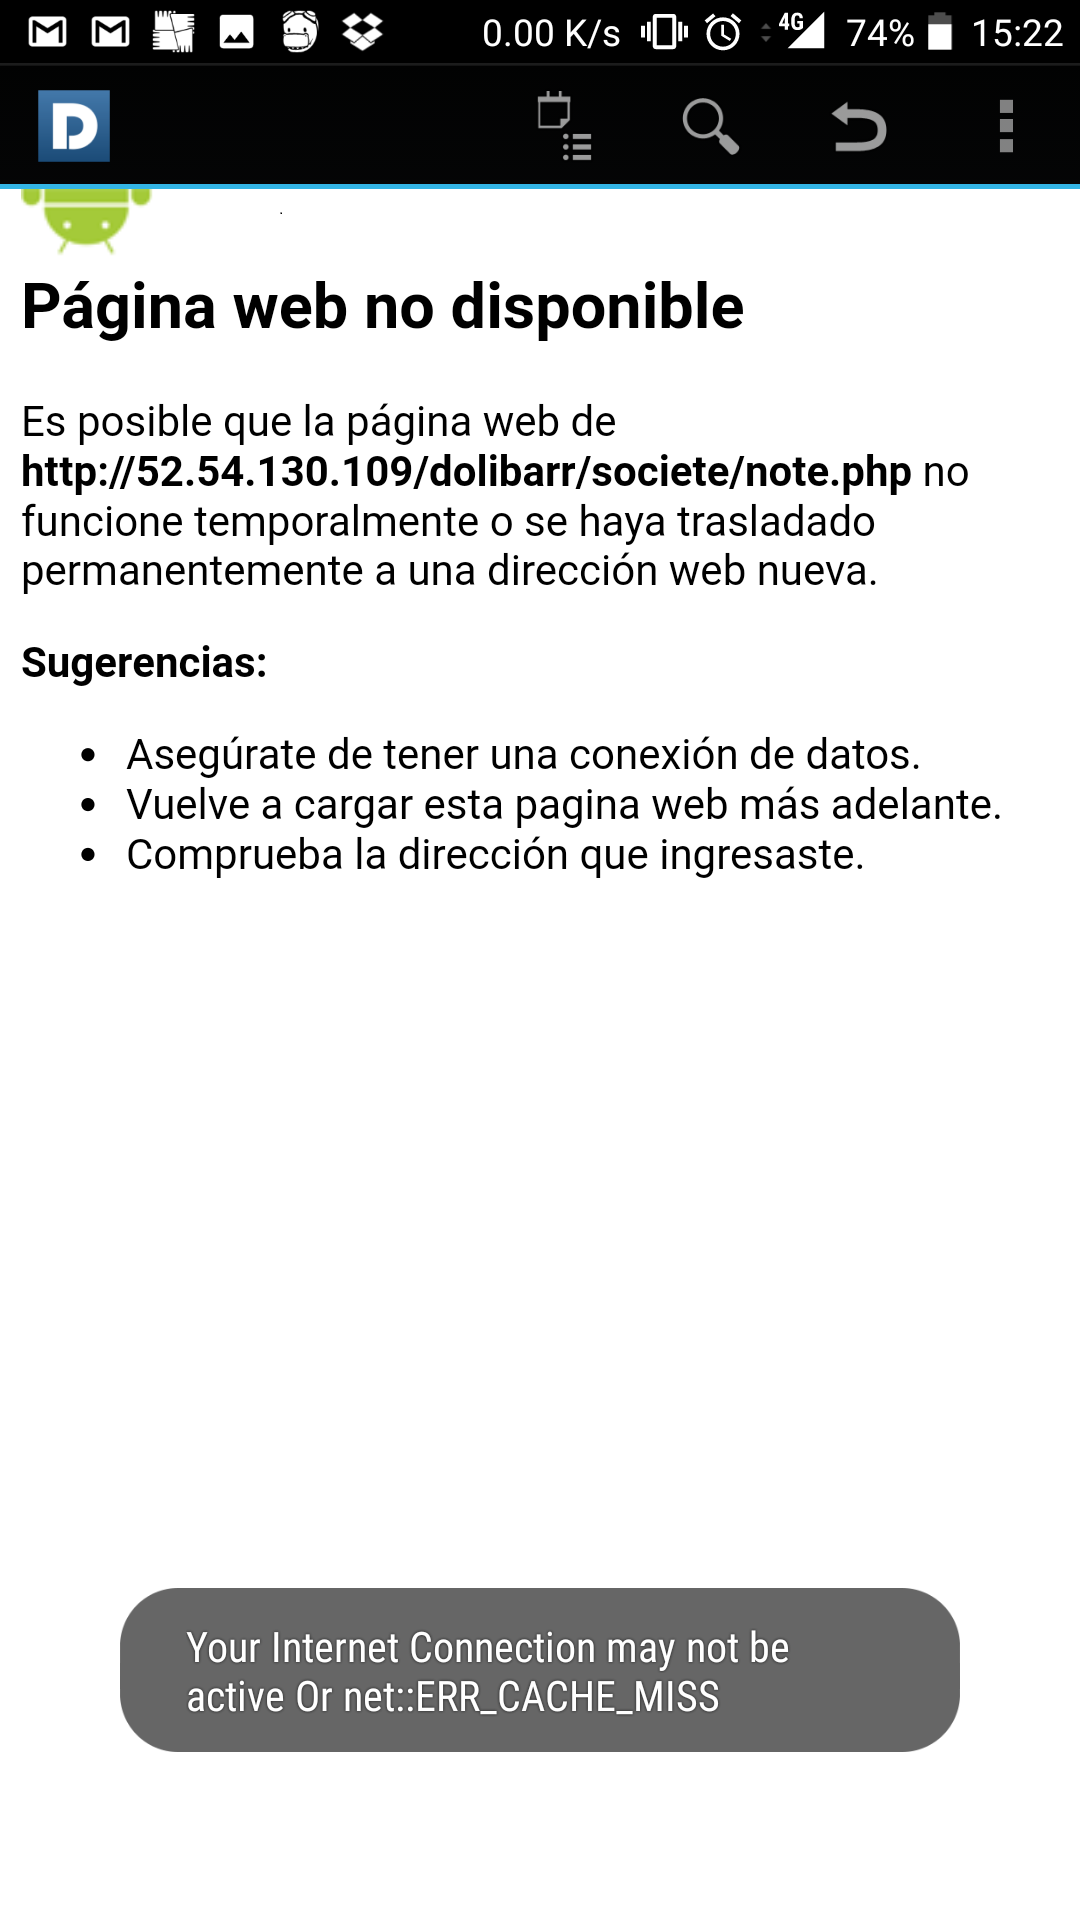 0.00 K/s 4G 74% 15:22
D
Página web no disponible
Es posible que la página web de
http://52.54.130.109/dolibarr/societe/note.php no
funcione temporalmente o se haya trasladado
permanentemente a una dirección web nueva.
Sugerencias:
• Asegúrate de tener una conexión de datos.
• Vuelve a cargar esta pagina web más adelante.
• Comprueba la dirección que ingresaste.
Your Internet Connection may not be
active Or net::ERR_CACHE_MISS